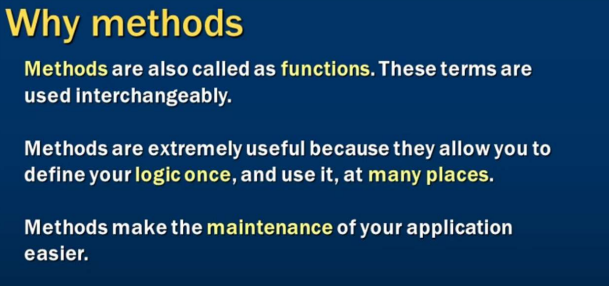 Why methods
Methods are also called as functions. These terms are
used interchangeably.
Methods are extremely useful because they allow you to
define your logic once, and use it, at many places.
Methods make the maintenance of your application
easier.